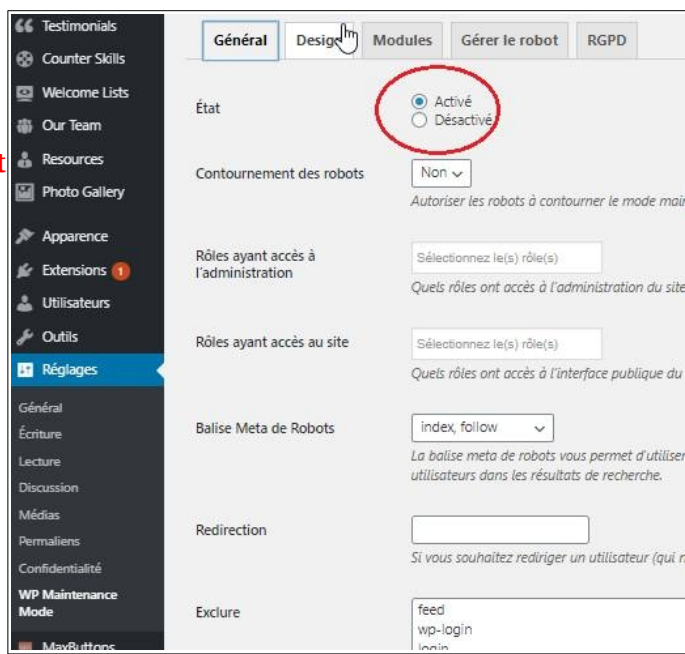 Testimonials
Counter Skills
Welcome Lists
Our Team
t
Resources
Photo Gallery
Apparence
Extensions 1
Utilisateurs
Outils
Réglages
Général
Écriture
Lecture
Discussion
Médias
Permaliens
Confidentialité
WP Maintenance
Mode
MaxButtons
Général Design Modules Gérer le robot RGPD
État
Activé
Désactivé
Contournement des robots
Non
Autoriser les robots à contourner le mode main
Rôles ayant accès à
l'administration
Sélectionnez le(s) rôle(s)
Quels rôles ont accès à l'administration du site
Rôles ayant accès au site
Sélectionnez le(s) rôle(s)
Quels rôles ont accès à l'interface publique du
Balise Meta de Robots
index, follow
La balise meta de robots vous permet d'utiliser
utilisateurs dans les résultats de recherche.
Redirection
Si vous souhaitez rediriger un utilisateur (qui n
Exclure
feed
wp-login
login